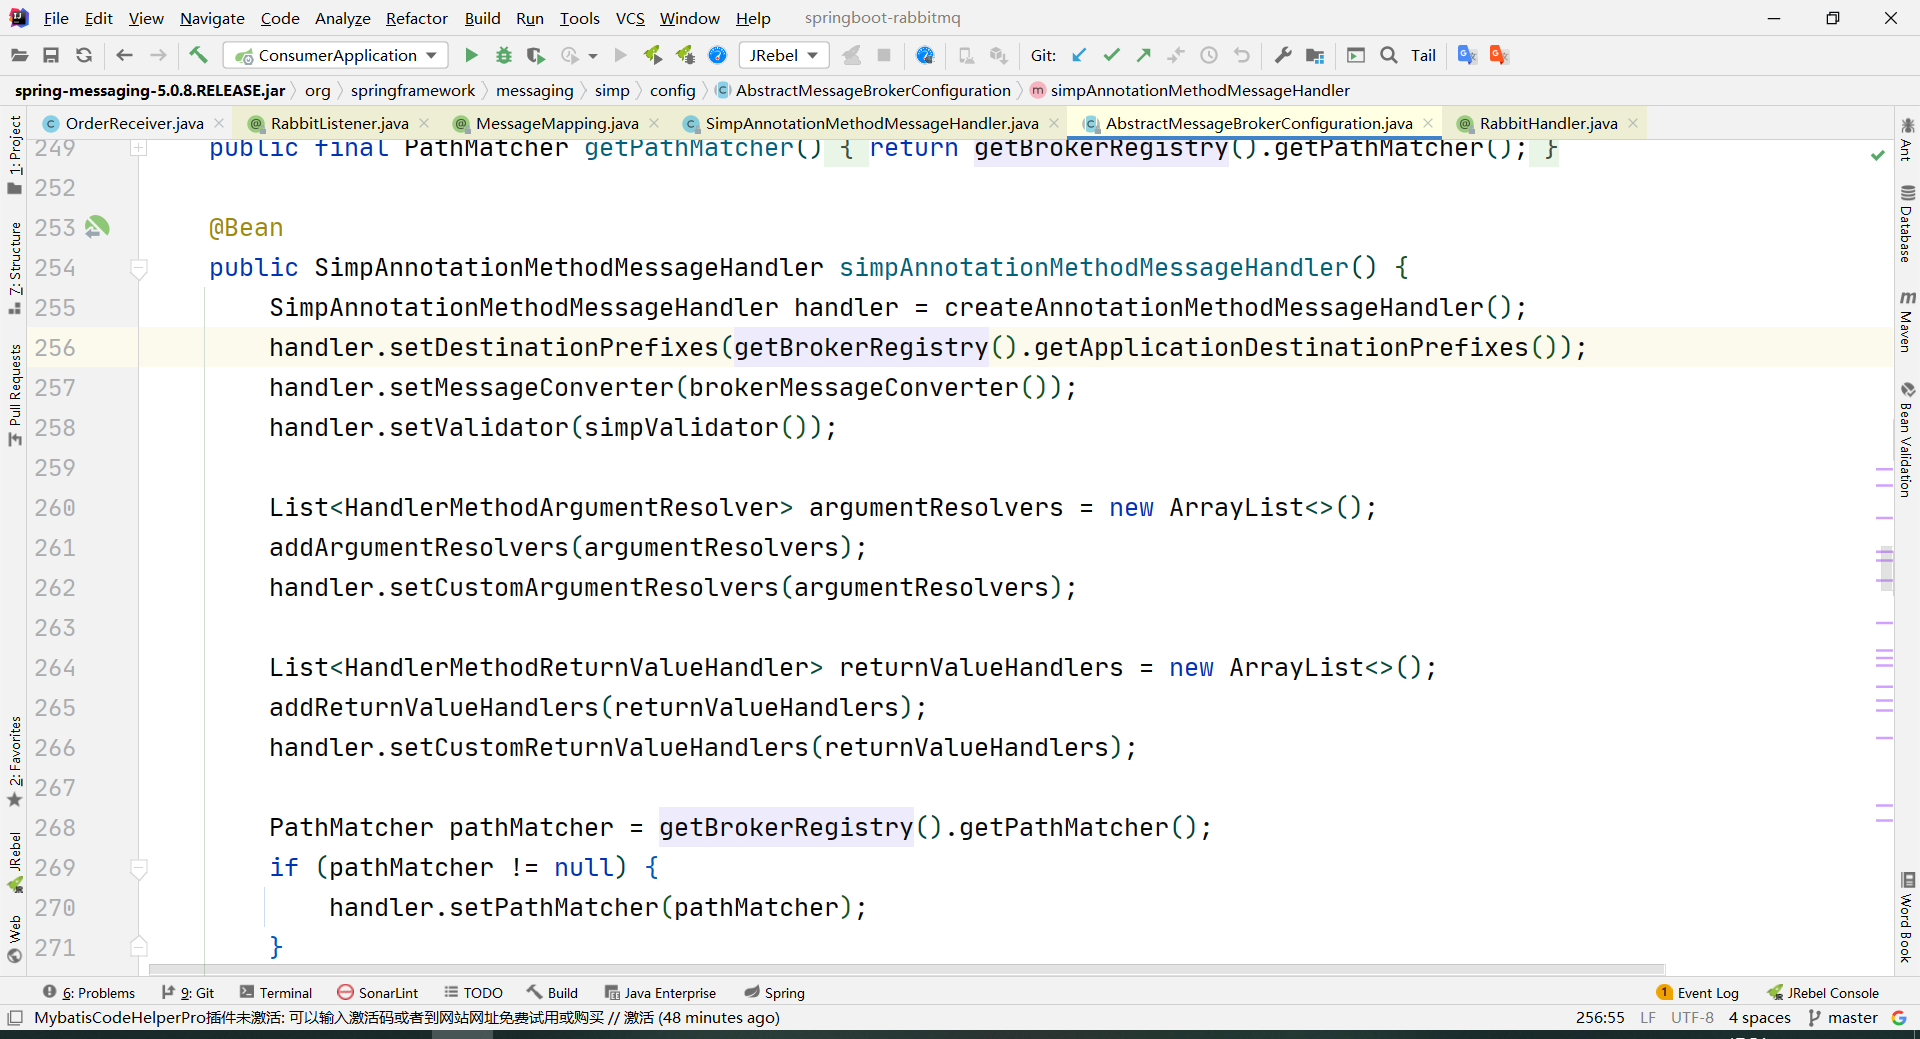 File Edit View Navigate Code Analyze Refactor Build Run Tools VCS Window Help springboot-rabbitmq
ConsumerApplication JRebel Git: Tail
spring-messaging-5.0.8.RELEASE.jar org springframework messaging simp config AbstractMessageBrokerConfiguration simpAnnotationMethodMessageHandler
OrderReceiver.java RabbitListener.java MessageMapping.java SimpAnnotationMethodMessageHandler.java AbstractMessageBrokerConfiguration.java RabbitHandler.java
249 public final PathMatcher getPathMatcher() { return getBrokerRegistry().getPathMatcher(); }
252
253 @Bean
254 public SimpAnnotationMethodMessageHandler simpAnnotationMethodMessageHandler() {
255 SimpAnnotationMethodMessageHandler handler = createAnnotationMethodMessageHandler();
256 handler.setDestinationPrefixes(getBrokerRegistry().getApplicationDestinationPrefixes());
257 handler.setMessageConverter(brokerMessageConverter());
258 handler.setValidator(simpValidator());
259
260 List<HandlerMethodArgumentResolver> argumentResolvers = new ArrayList<>();
261 addArgumentResolvers(argumentResolvers);
262 handler.setCustomArgumentResolvers(argumentResolvers);
263
264 List<HandlerMethodReturnValueHandler> returnValueHandlers = new ArrayList<>();
265 addReturnValueHandlers(returnValueHandlers);
266 handler.setCustomReturnValueHandlers(returnValueHandlers);
267
268 PathMatcher pathMatcher = getBrokerRegistry().getPathMatcher();
269 if (pathMatcher != null) {
270 handler.setPathMatcher(pathMatcher);
271 }
1: Project
7: Structure
Pull Requests
2: Favorites
JRebel
Web
Ant
Database
Maven
Bean Validation
Word Book
6: Problems 9: Git Terminal SonarLint TODO Build Java Enterprise Spring 1 Event Log JRebel Console
MybatisCodeHelperPro插件未激活: 可以输入激活码或者到网站网址免费试用或购买 // 激活 (48 minutes ago) 256:55 LF UTF-8 4 spaces master